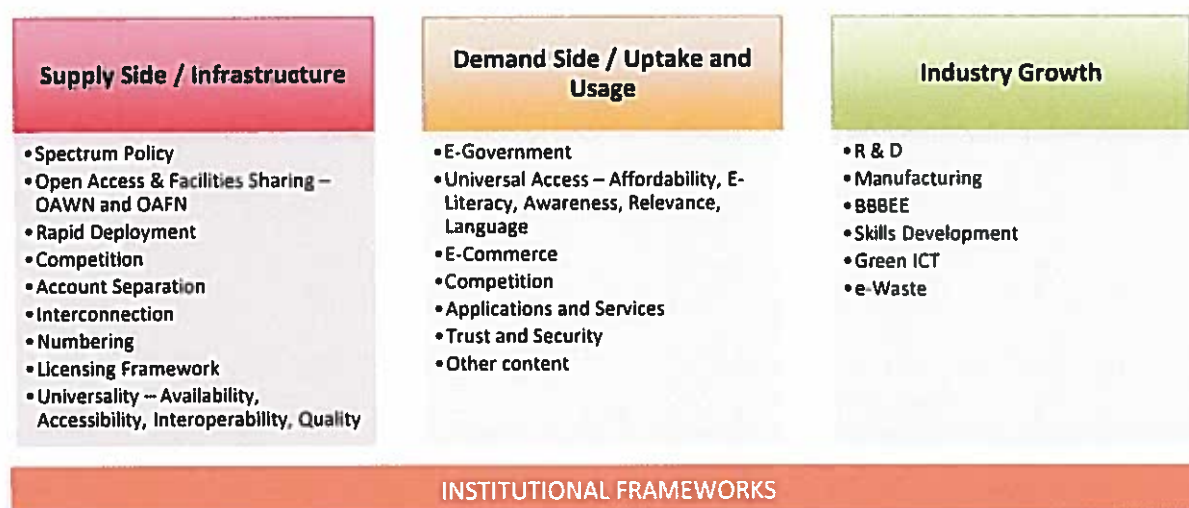 Supply Side / Infrastructure
• Spectrum Policy
• Open Access & Facilities Sharing –
OAWN and OAFN
• Rapid Deployment
• Competition
• Account Separation
• Interconnection
• Numbering
• Licensing Framework
• Universality – Availability,
Accessibility, Interoperability, Quality
Demand Side / Uptake and
Usage
• E-Government
• Universal Access – Affordability, E-
Literacy, Awareness, Relevance,
Language
• E-Commerce
• Competition
• Applications and Services
• Trust and Security
• Other content
Industry Growth
• R & D
• Manufacturing
• BBBEE
• Skills Development
• Green ICT
• e-Waste
INSTITUTIONAL FRAMEWORKS